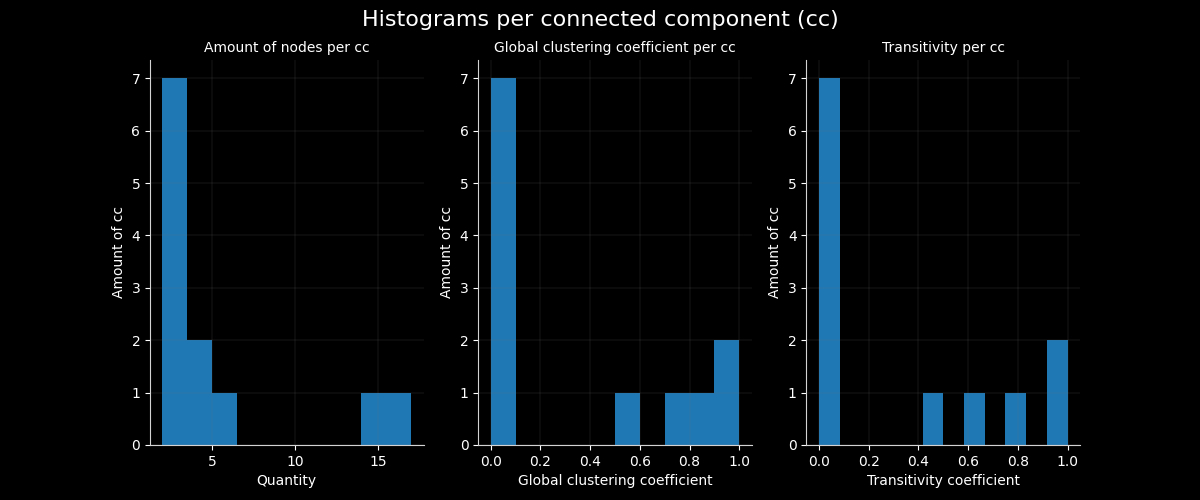 Histograms per connected component (cc)
Amount of nodes per cc
Amount of cc
7
6
5
4
3
2
1
0
5 10 15
Quantity
Global clustering coefficient per cc
Amount of cc
7
6
5
4
3
2
1
0
0.0 0.2 0.4 0.6 0.8 1.0
Global clustering coefficient
Transitivity per cc
Amount of cc
7
6
5
4
3
2
1
0
0.0 0.2 0.4 0.6 0.8 1.0
Transitivity coefficient